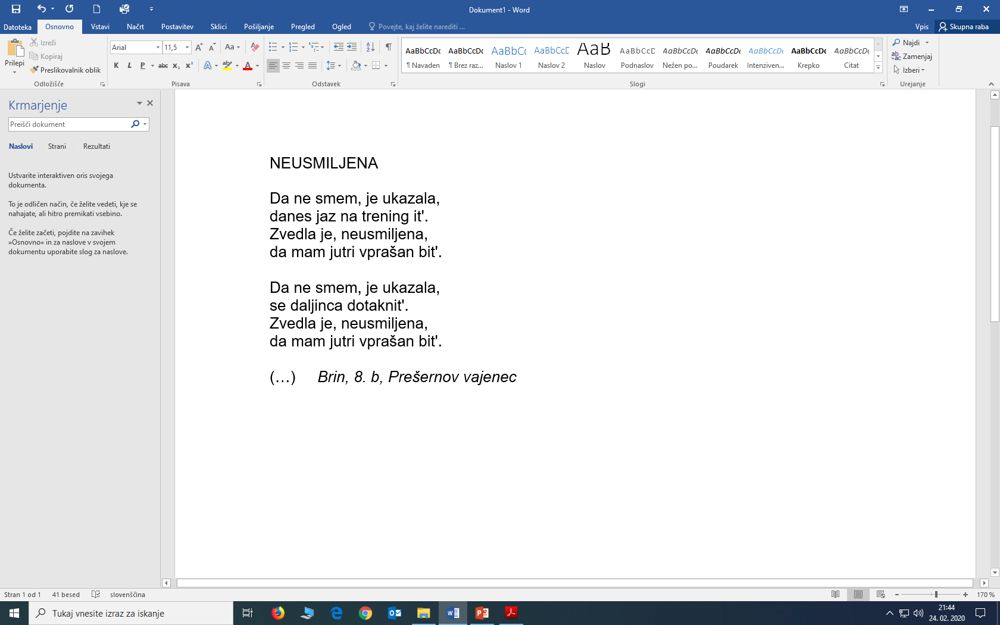 Dokument1 - Word
Datoteka Osnovno Vstavi Načrt Postavitev Sklici Pošiljanje Pregled Ogled Povejte, kaj želite narediti ... Vpis Skupna raba
Prilepi
Izreži
Kopiraj
Preslikovalnik oblik
Odložišče
Arial 11,5
Aa
K L P abc x₂ x²
Pisava
Odstavek
AaBbCcDc AaBbCcDc AaBbCc AaBbCcD AaB AaBbCcD AaBbCcDc AaBbCcDc AaBbCcDc AaBbCcDc AaBbCcDc
¶ Navaden ¶ Brez raz... Naslov 1 Naslov 2 Naslov Podnaslov Nežen po... Poudarek Intenziven... Krepko Citat
Slogi
Najdi
Zamenjaj
Izberi
Urejanje
Krmarjenje
Preišči dokument
Naslovi Strani Rezultati
Ustvarite interaktiven oris svojega
dokumenta.
To je odličen način, če želite vedeti, kje se
nahajate, ali hitro premikati vsebino.
Če želite začeti, pojdite na zavihek
»Osnovno« in za naslove v svojem
dokumentu uporabite slog za naslove.
NEUSMILJENA
Da ne smem, je ukazala,
danes jaz na trening it'.
Zvedla je, neusmiljena,
da mam jutri vprašan bit'.
Da ne smem, je ukazala,
se daljinca dotaknit'.
Zvedla je, neusmiljena,
da mam jutri vprašan bit'.
(…) Brin, 8. b, Prešernov vajenec
Stran 1 od 1 41 besed slovenščina 170 %
Tukaj vnesite izraz za iskanje
21:44
24. 02. 2020